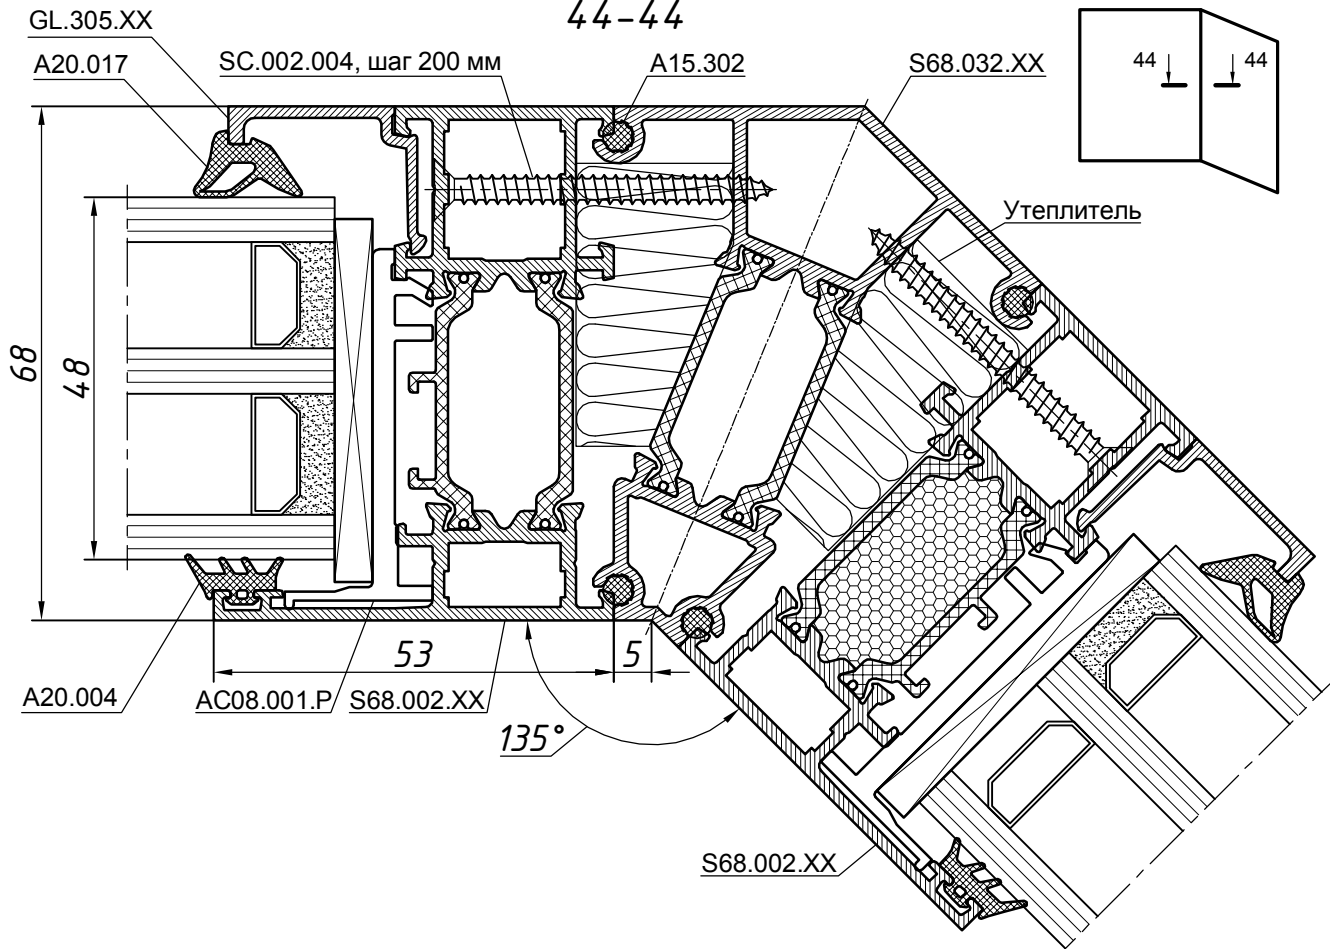 44-44
GL.305.XX
A20.017
SC.002.004, шаг 200 мм
A15.302
S68.032.XX
44
44
Утеплитель
68
48
53
5
A20.004
AC08.001.P
S68.002.XX
135°
S68.002.XX